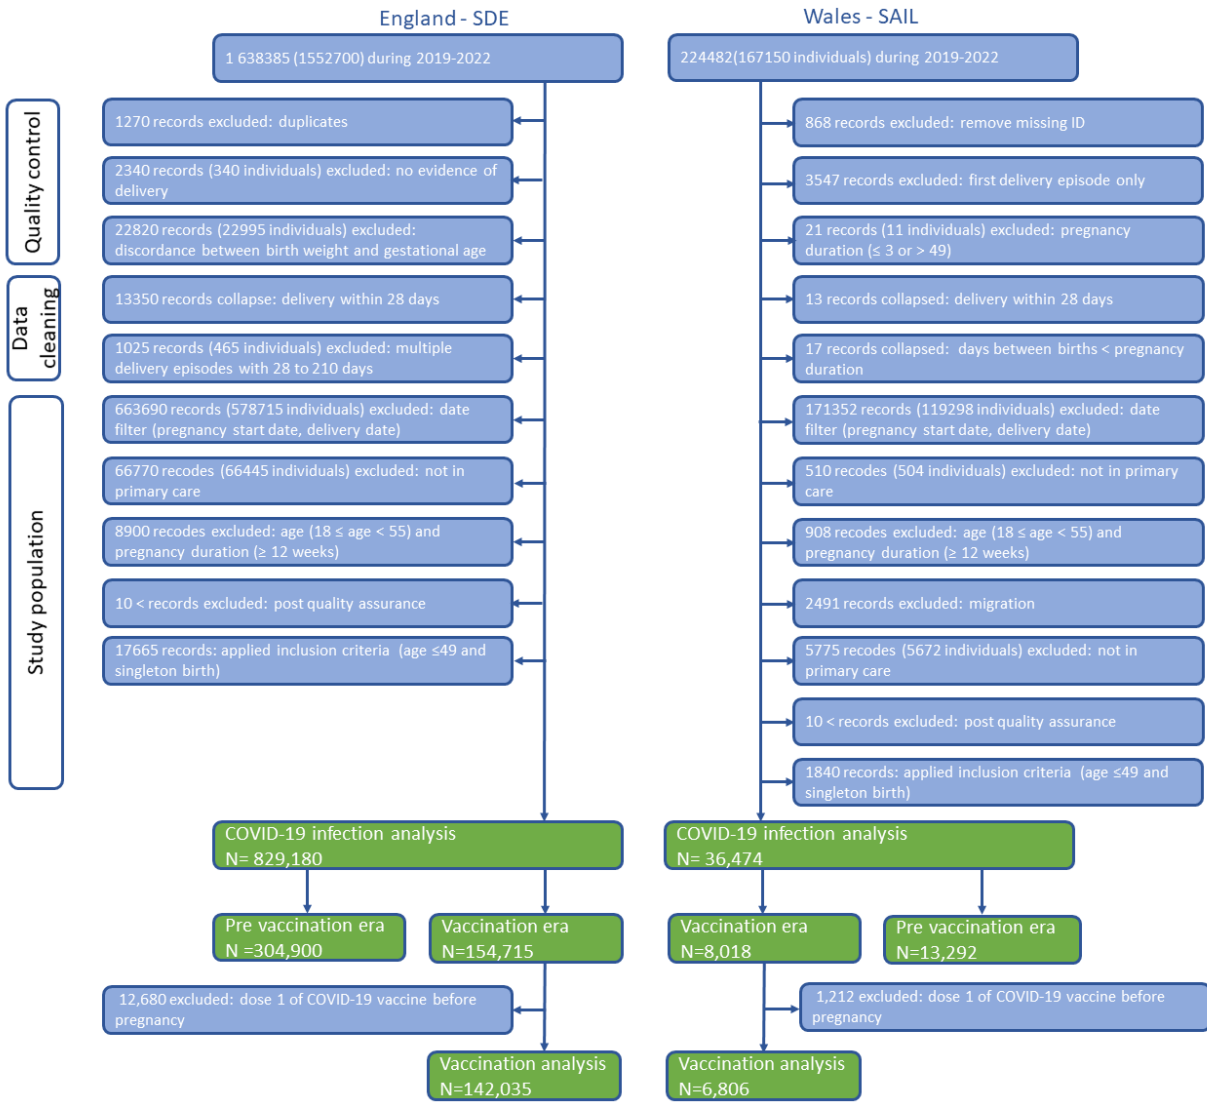 England - SDE
1 638385 (1552700) during 2019-2022
Quality control
1270 records excluded: duplicates
2340 records (340 individuals) excluded: no evidence of
delivery
22820 records (22995 individuals) excluded:
discordance between birth weight and gestational age
Data
cleaning
13350 records collapse: delivery within 28 days
1025 records (465 individuals) excluded: multiple
delivery episodes with 28 to 210 days
Study population
663690 records (578715 individuals) excluded: date
filter (pregnancy start date, delivery date)
66770 recodes (66445 individuals) excluded: not in
primary care
8900 recodes excluded: age (18 ≤ age < 55) and
pregnancy duration (≥ 12 weeks)
10 < records excluded: post quality assurance
17665 records: applied inclusion criteria (age ≤49 and
singleton birth)
COVID-19 infection analysis
N= 829,180
Pre vaccination era
N =304,900
Vaccination era
N=154,715
12,680 excluded: dose 1 of COVID-19 vaccine before
pregnancy
Vaccination analysis
N=142,035
Wales - SAIL
224482(167150 individuals) during 2019-2022
868 records excluded: remove missing ID
3547 records excluded: first delivery episode only
21 records (11 individuals) excluded: pregnancy
duration (≤ 3 or > 49)
13 records collapsed: delivery within 28 days
17 records collapsed: days between births < pregnancy
duration
171352 records (119298 individuals) excluded: date
filter (pregnancy start date, delivery date)
510 recodes (504 individuals) excluded: not in primary
care
908 recodes excluded: age (18 ≤ age < 55) and
pregnancy duration (≥ 12 weeks)
2491 records excluded: migration
5775 recodes (5672 individuals) excluded: not in
primary care
10 < records excluded: post quality assurance
1840 records: applied inclusion criteria (age ≤49 and
singleton birth)
COVID-19 infection analysis
N= 36,474
Vaccination era
N=8,018
Pre vaccination era
N=13,292
1,212 excluded: dose 1 of COVID-19 vaccine before
pregnancy
Vaccination analysis
N=6,806